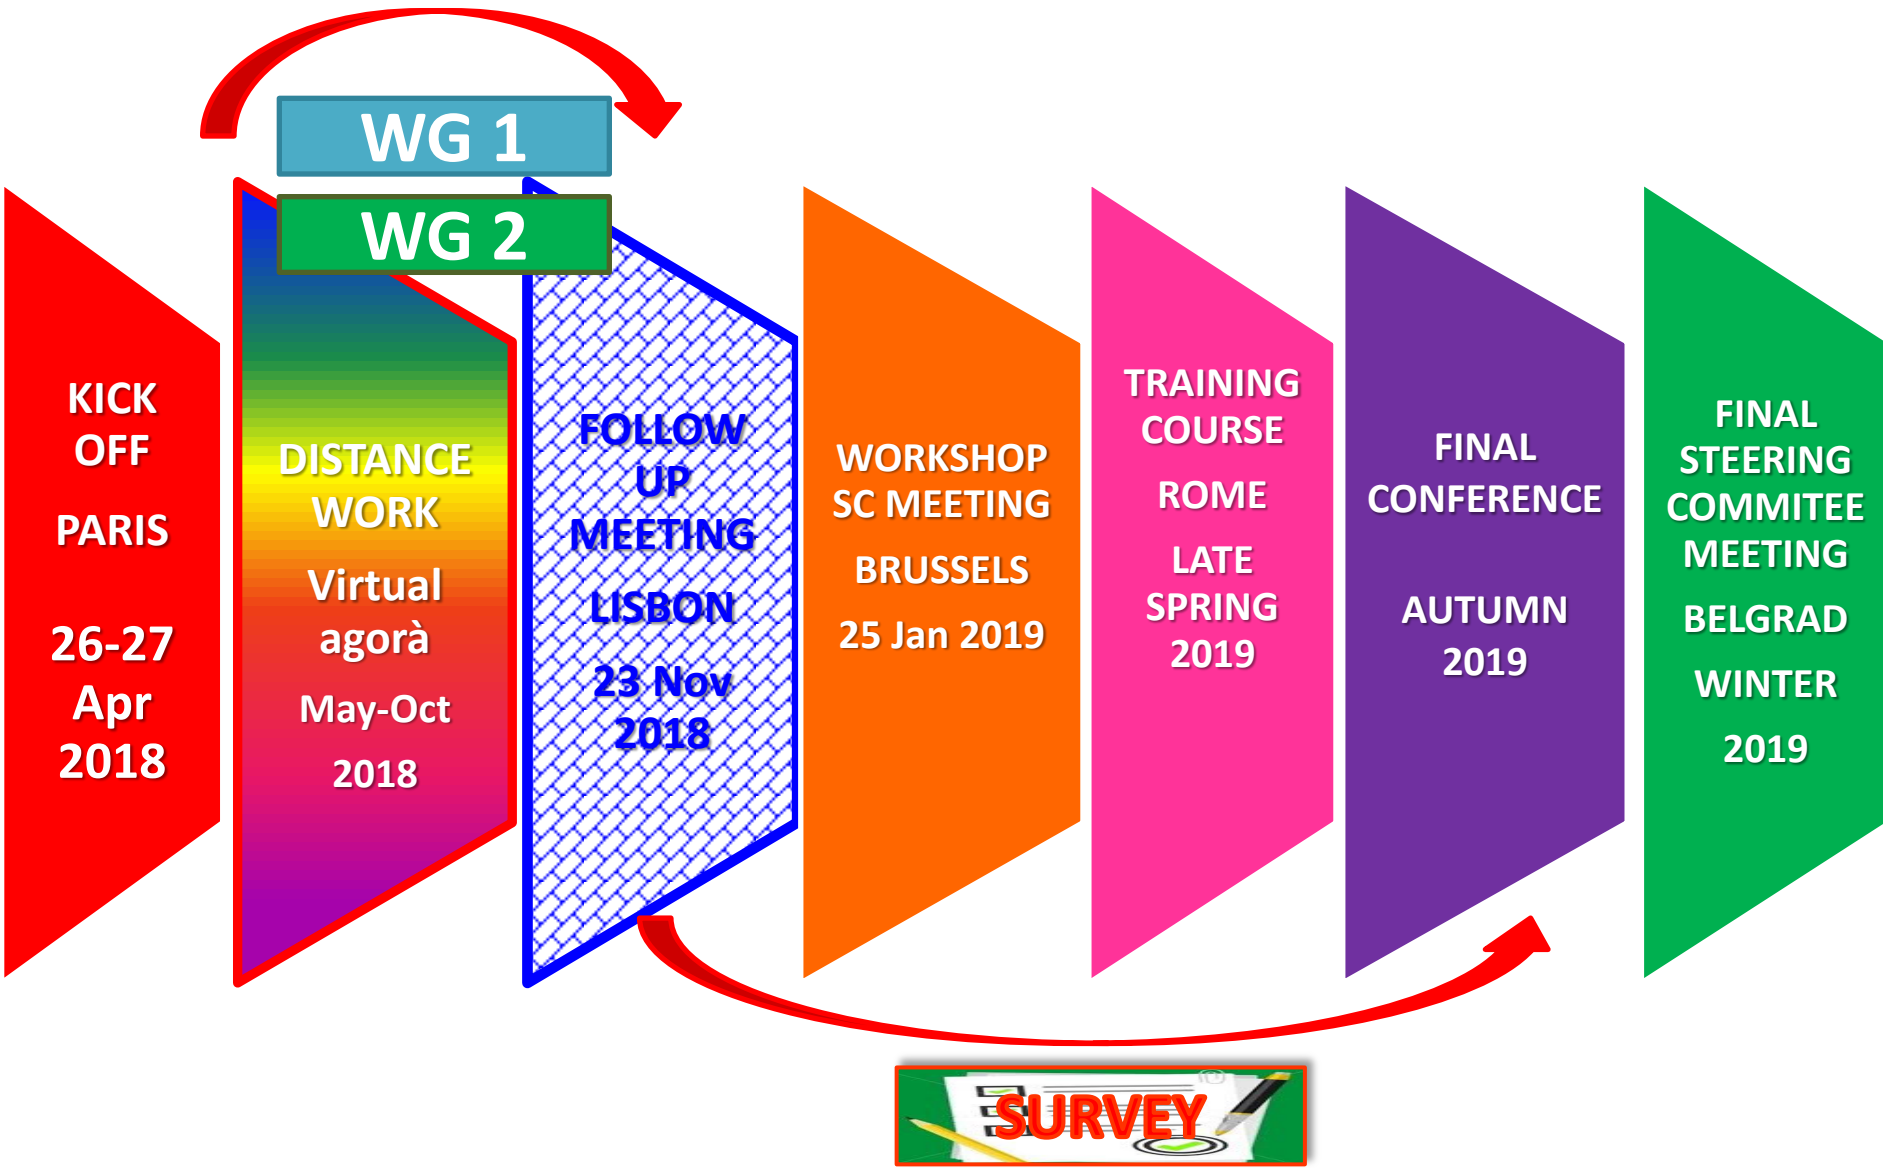 WG 1
WG 2
KICK
OFF
PARIS
26-27
Apr
2018
DISTANCE
WORK
Virtual
agorà
May-Oct
2018
FOLLOW
UP
MEETING
LISBON
23 Nov
2018
WORKSHOP
SC MEETING
BRUSSELS
25 Jan 2019
TRAINING
COURSE
ROME
LATE
SPRING
2019
FINAL
CONFERENCE
AUTUMN
2019
FINAL
STEERING
COMMITEE
MEETING
BELGRAD
WINTER
2019
SURVEY